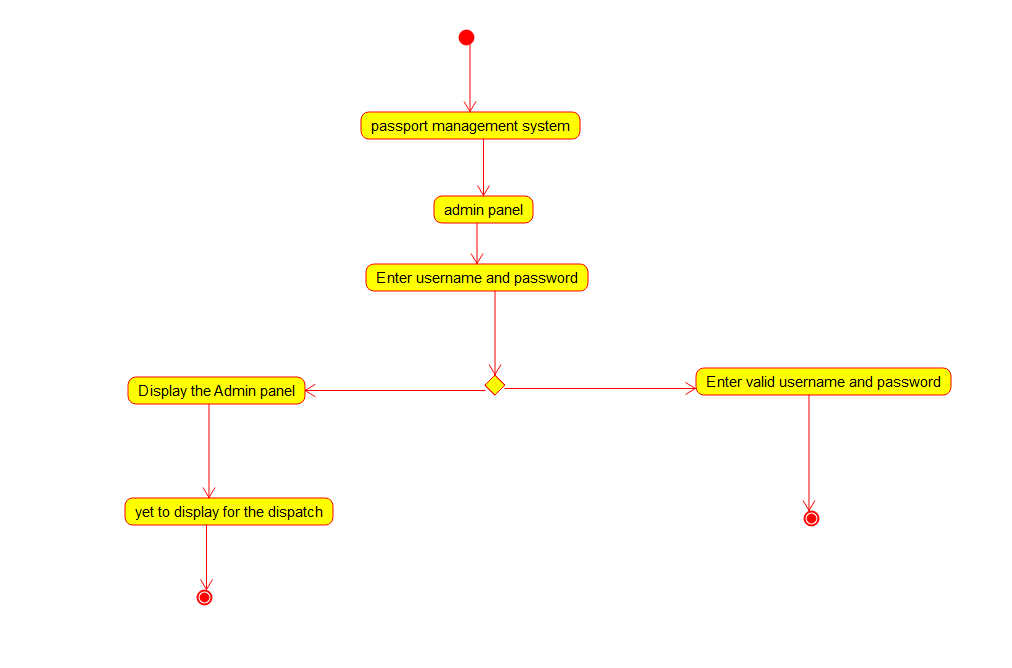 passport management system
admin panel
Enter username and password
Display the Admin panel
Enter valid username and password
yet to display for the dispatch